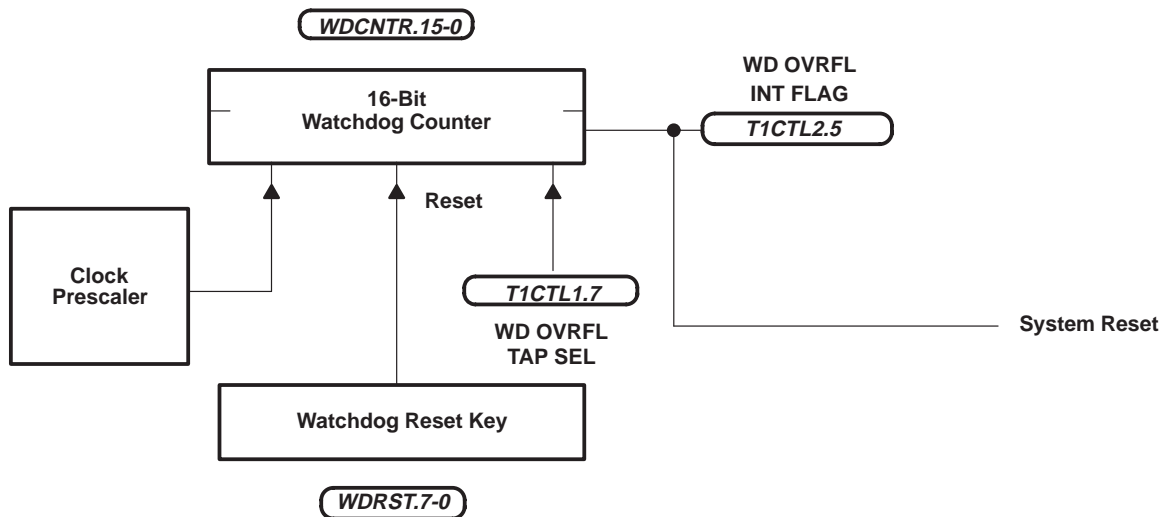 WDCNTR.15-0
16-Bit
Watchdog Counter
WD OVRFL
INT FLAG
T1CTL2.5
Reset
Clock
Prescaler
T1CTL1.7
WD OVRFL
TAP SEL
System Reset
Watchdog Reset Key
WDRST.7-0